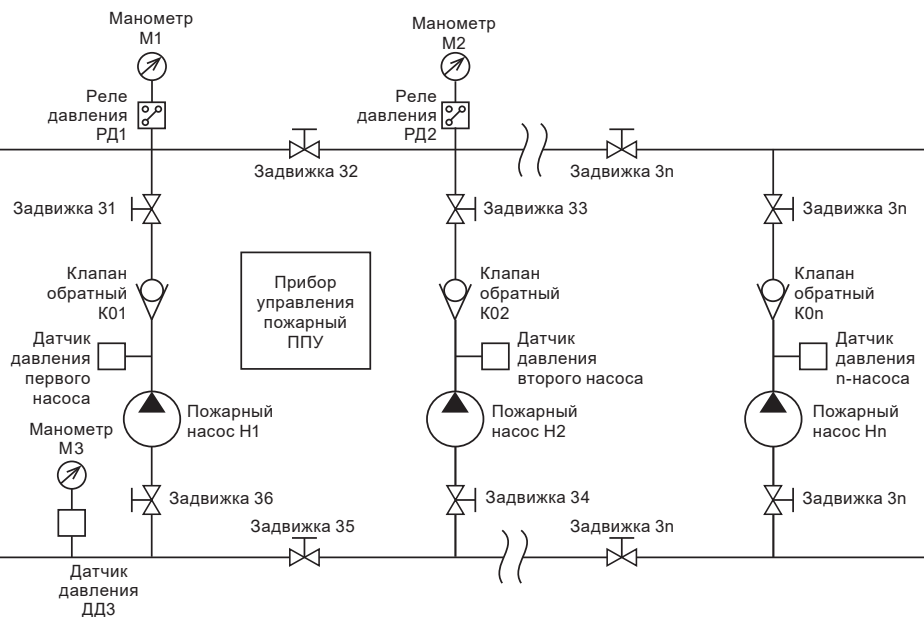 Манометр
М1
Манометр
М2
Реле
давления
РД1
Реле
давления
РД2
Задвижка 32
Задвижка 3n
Задвижка 31
Задвижка 33
Задвижка 3n
Клапан
обратный
К01
Прибор
управления
пожарный
ППУ
Клапан
обратный
К02
Клапан
обратный
К0n
Датчик
давления
первого
насоса
Датчик
давления
второго насоса
Датчик
давления
n-насоса
Пожарный
насос Н1
Пожарный
насос Н2
Пожарный
насос Нn
Манометр
М3
Задвижка 36
Задвижка 34
Задвижка 3n
Задвижка 35
Задвижка 3n
Датчик
давления
ДД3